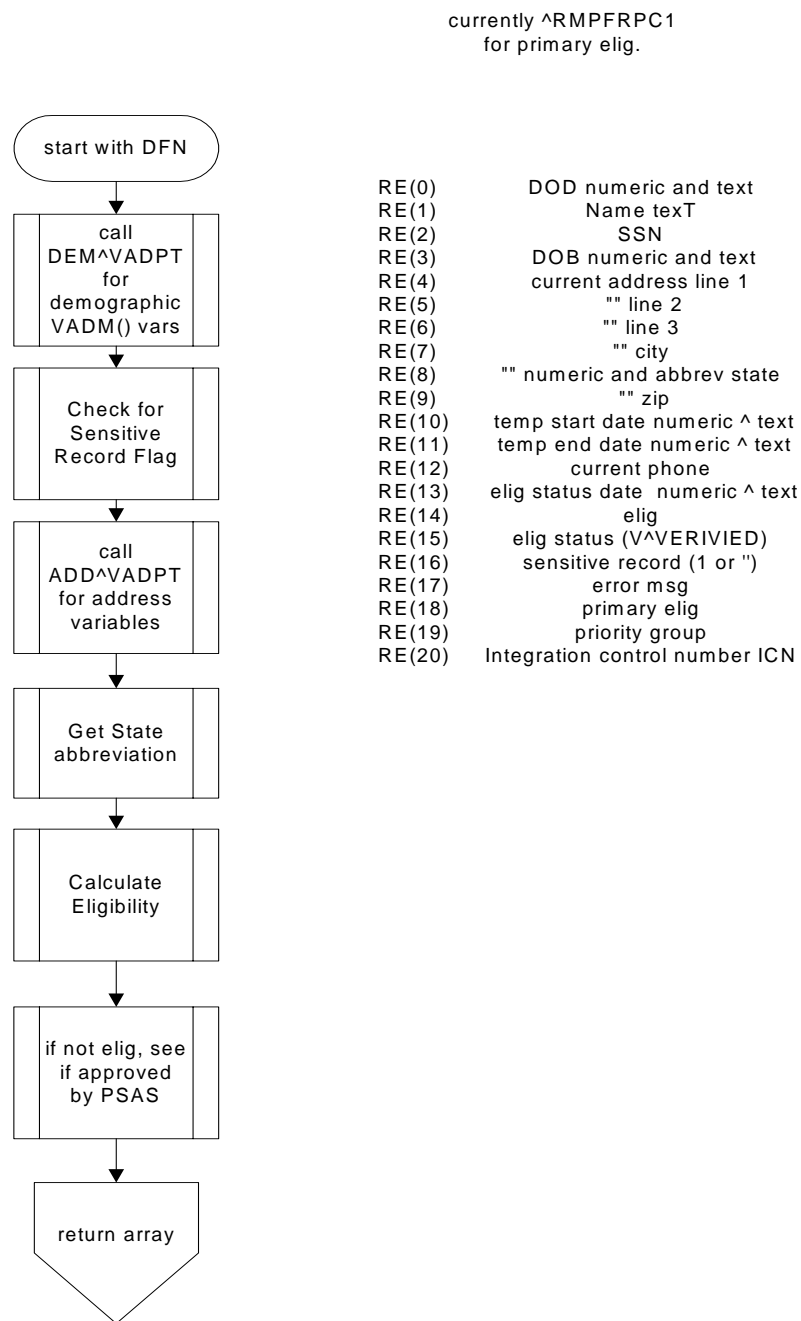 currently ^RMPFRPC1
for primary elig.
start with DFN
call
DEM^VADPT
for
demographic
VADM() vars
Check for
Sensitive
Record Flag
call
ADD^VADPT
for address
variables
Get State
abbreviation
Calculate
Eligibility
if not elig, see
if approved
by PSAS
return array
RE(0) DOD numeric and text
RE(1) Name texT
RE(2) SSN
RE(3) DOB numeric and text
RE(4) current address line 1
RE(5) "" line 2
RE(6) "" line 3
RE(7) "" city
RE(8) "" numeric and abbrev state
RE(9) "" zip
RE(10) temp start date numeric ^ text
RE(11) temp end date numeric ^ text
RE(12) current phone
RE(13) elig status date numeric ^ text
RE(14) elig
RE(15) elig status (V^VERIVIED)
RE(16) sensitive record (1 or '')
RE(17) error msg
RE(18) primary elig
RE(19) priority group
RE(20) Integration control number ICN